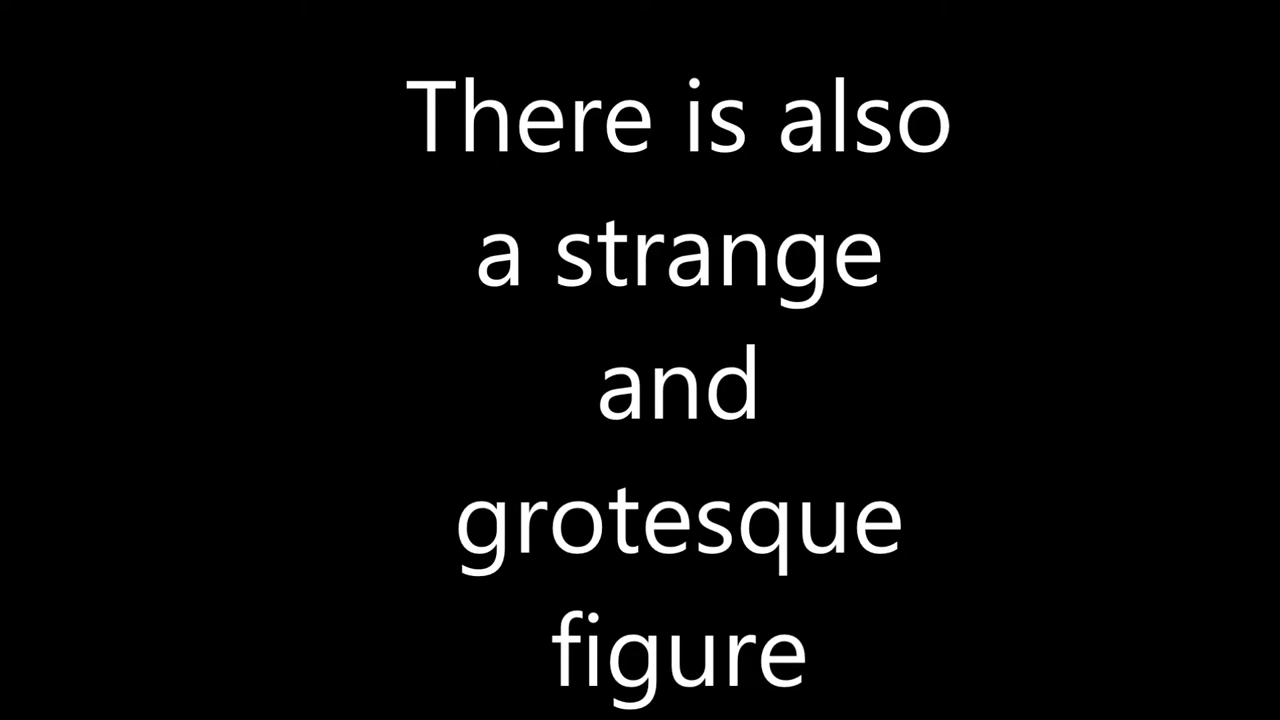 There is also
a strange
and
grotesque
figure